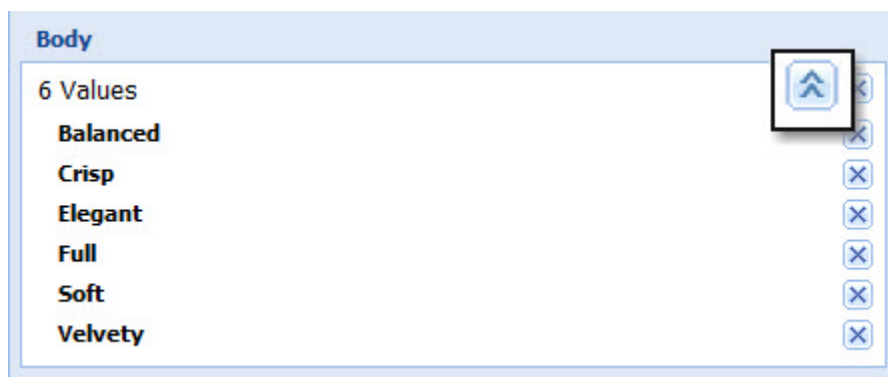 Body
6 Values
Balanced
Crisp
Elegant
Full
Soft
Velvety